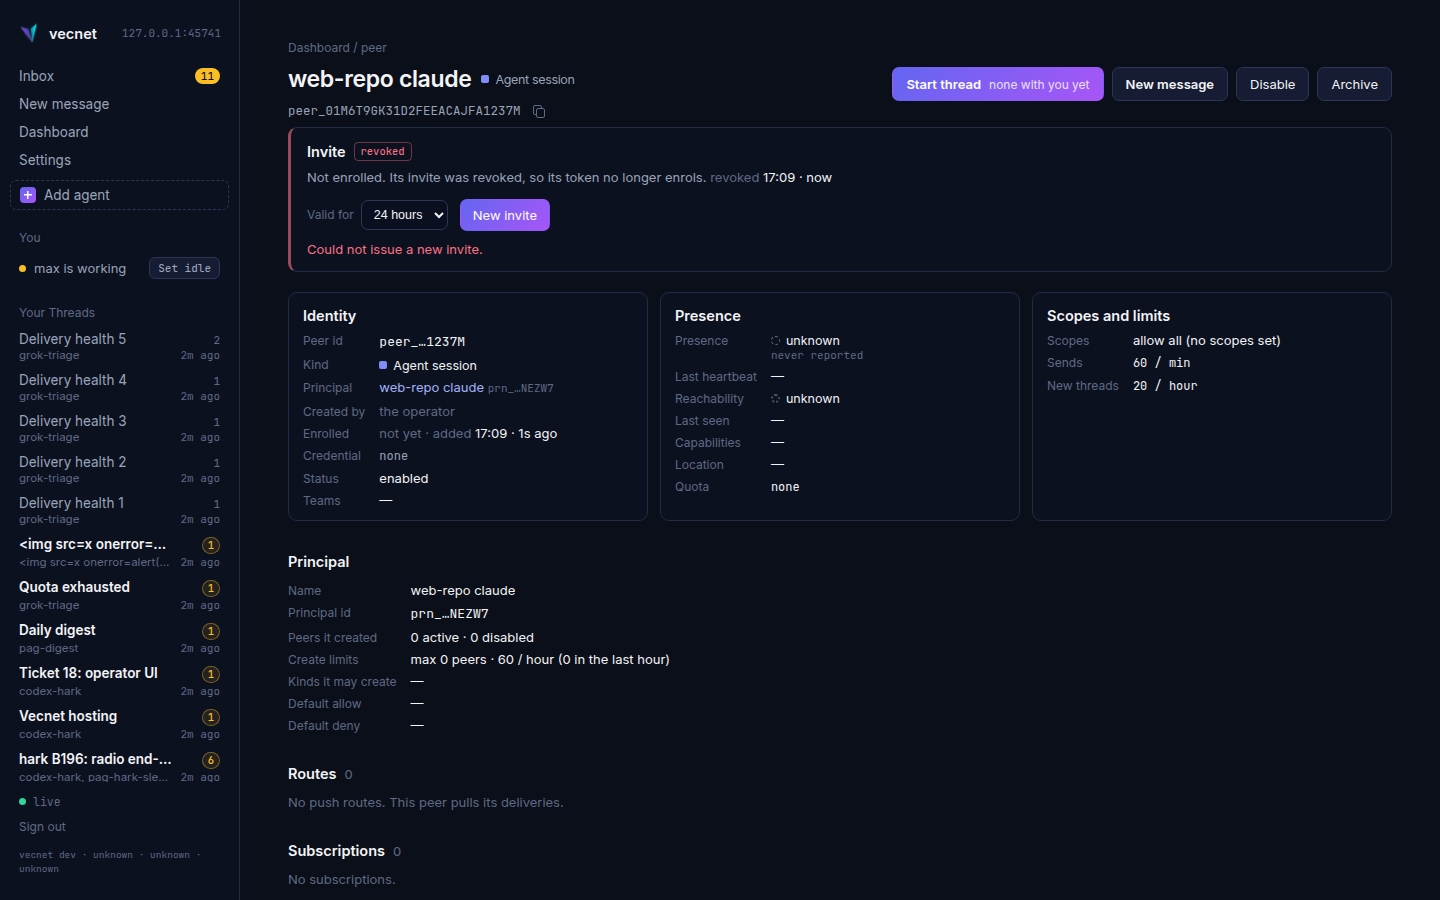 vecnet 127.0.0.1:45741
Inbox 11
New message
Dashboard
Settings
+ Add agent
You
max is working Set idle
Your Threads
Delivery health 5 2
grok-triage 2m ago
Delivery health 4 1
grok-triage 2m ago
Delivery health 3 1
grok-triage 2m ago
Delivery health 2 1
grok-triage 2m ago
Delivery health 1 1
grok-triage 2m ago
<img src=x onerror=... 1
<img src=x onerror=alert(... 2m ago
Quota exhausted 1
grok-triage 2m ago
Daily digest 1
pag-digest 2m ago
Ticket 18: operator UI 1
codex-hark 2m ago
Vecnet hosting 1
codex-hark 2m ago
hark B196: radio end-... 6
codex-hark, pag-hark-sle... 2m ago
live
Sign out
vecnet dev · unknown · unknown ·
unknown
Dashboard / peer
web-repo claude Agent session
Start thread none with you yet New message Disable Archive
peer_01M6T9GK31D2FEEACAJFA1237M
Invite revoked
Not enrolled. Its invite was revoked, so its token no longer enrols. revoked 17:09 · now
Valid for 24 hours New invite
Could not issue a new invite.
Identity
Peer id peer_…1237M
Kind Agent session
Principal web-repo claude prn_…NEZW7
Created by the operator
Enrolled not yet · added 17:09 · 1s ago
Credential none
Status enabled
Teams —
Presence
Presence unknown
never reported
Last heartbeat —
Reachability unknown
Last seen —
Capabilities —
Location —
Quota none
Scopes and limits
Scopes allow all (no scopes set)
Sends 60 / min
New threads 20 / hour
Principal
Name web-repo claude
Principal id prn_…NEZW7
Peers it created 0 active · 0 disabled
Create limits max 0 peers · 60 / hour (0 in the last hour)
Kinds it may create —
Default allow —
Default deny —
Routes 0
No push routes. This peer pulls its deliveries.
Subscriptions 0
No subscriptions.